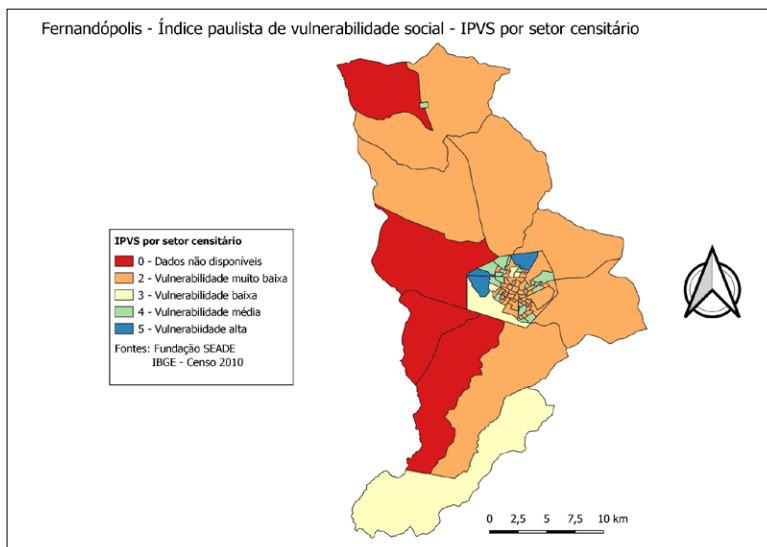 Fernandópolis - Índice paulista de vulnerabilidade social - IPVS por setor censitário
IPVS por setor censitário
0 - Dados não disponíveis
2 - Vulnerabilidade muito baixa
3 - Vulnerabilidade baixa
4 - Vulnerabilidade média
5 - Vulnerabiidade alta
Fontes: Fundação SEADE
IBGE - Censo 2010
0 2,5 5 7,5 10 km